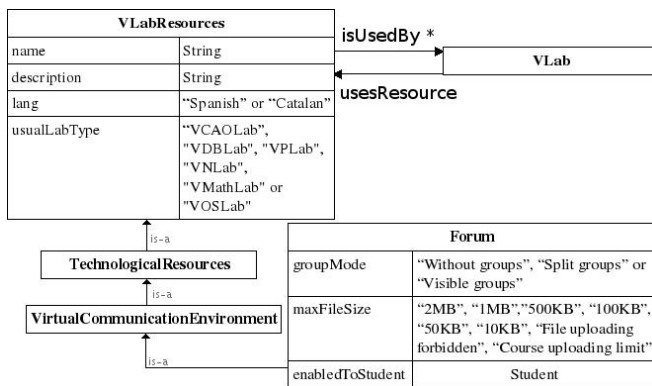 VLabResources
name String
description String
lang “Spanish” or “Catalan”
usualLabType “VCAOLab”,
"VDBLab", "VPLab",
"VNLab",
"VMathLab" or
"VOSLab"
isUsedBy *
VLab
usesResource
is-a
TechnologicalResources
is-a
VirtualCommunicationEnvironment
is-a
Forum
groupMode “Without groups”, “Split groups” or
“Visible groups”
maxFileSize “2MB”, “1MB”,”500KB”, “100KB”,
“50KB”, “10KB”, “File uploading
forbidden”, “Course uploading limit”
enabledToStudent Student